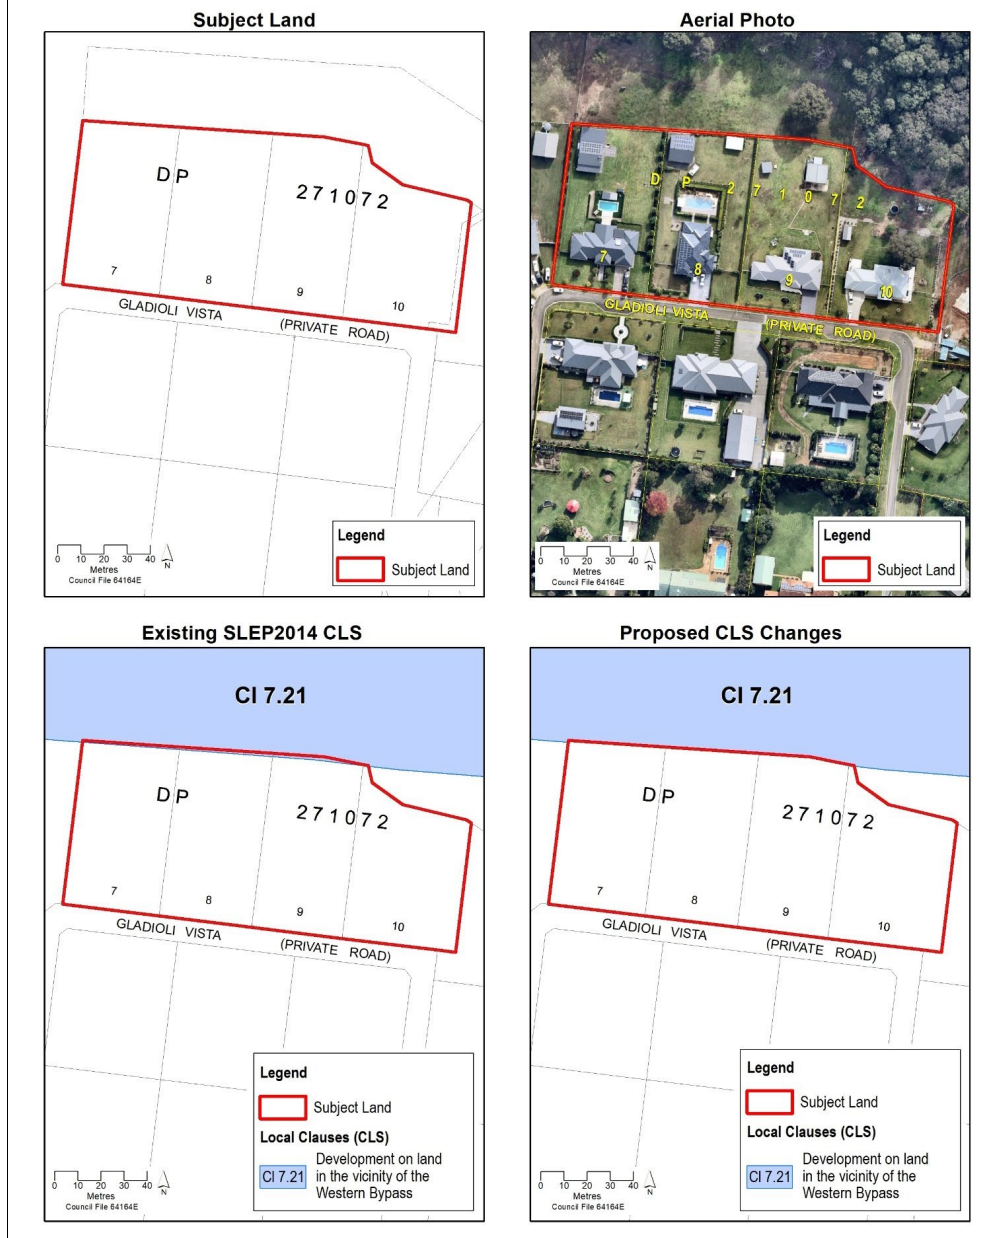 Subject Land
DP
271072
7
8
9
10
GLADIOLI VISTA (PRIVATE ROAD)
0 10 20 30 40
Metres
N
Council File 64164E
Legend
Subject Land
Aerial Photo
D P 2 7 1 0 7 2
7
8
9
10
GLADIOLI VISTA (PRIVATE ROAD)
0 10 20 30 40
Metres
N
Council File 64164E
Legend
Subject Land
Existing SLEP2014 CLS
Cl 7.21
DP
271072
7
8
9
10
GLADIOLI VISTA (PRIVATE ROAD)
0 10 20 30 40
Metres
N
Council File 64164E
Legend
Subject Land
Local Clauses (CLS)
Cl 7.21
Development on land
in the vicinity of the
Western Bypass
Proposed CLS Changes
Cl 7.21
DP
271072
7
8
9
10
GLADIOLI VISTA (PRIVATE ROAD)
0 10 20 30 40
Metres
N
Council File 64164E
Legend
Subject Land
Local Clauses (CLS)
Cl 7.21
Development on land
in the vicinity of the
Western Bypass